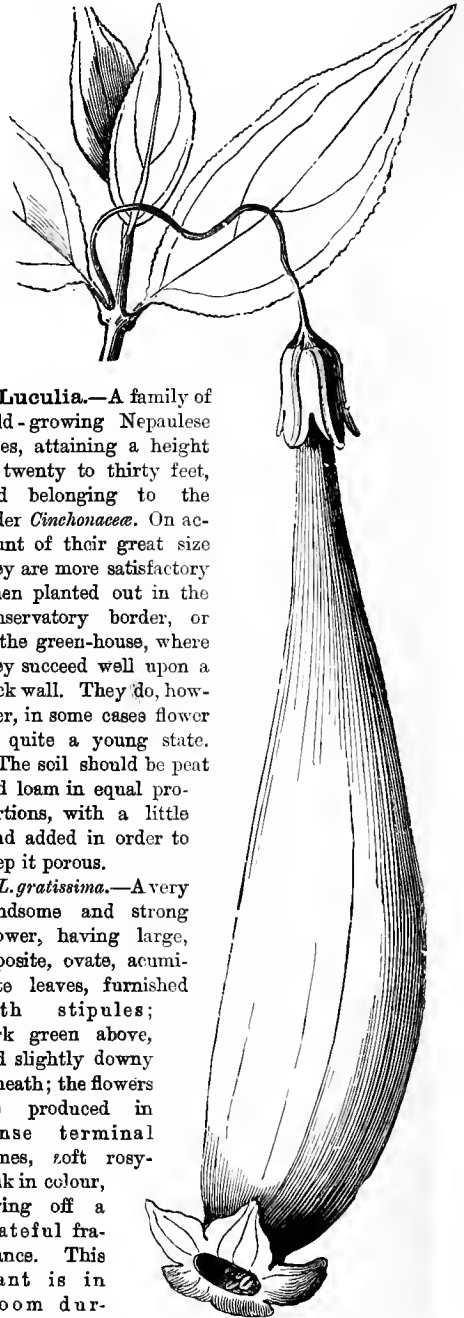 Luculia.—A family of
ld-growing Nepaulese
es, attaining a height
twenty to thirty feet,
d belonging to the
der Cinchonaceæ. On ac-
unt of their great size
ey are more satisfactory
hen planted out in the
nservatory border, or
the green-house, where
ey succeed well upon a
ck wall. They do, how-
er, in some cases flower
quite a young state.
The soil should be peat
d loam in equal pro-
rtions, with a little
nd added in order to
ep it porous.
L. gratissima.—A very
ndsome and strong
ower, having large,
posite, ovate, acumi-
te leaves, furnished
th stipules;
rk green above,
d slightly downy
neath; the flowers
produced in
nse terminal
nes, soft rosy-
nk in colour,
ing off a
ateful fra-
nce. This
ant is in
oom dur-